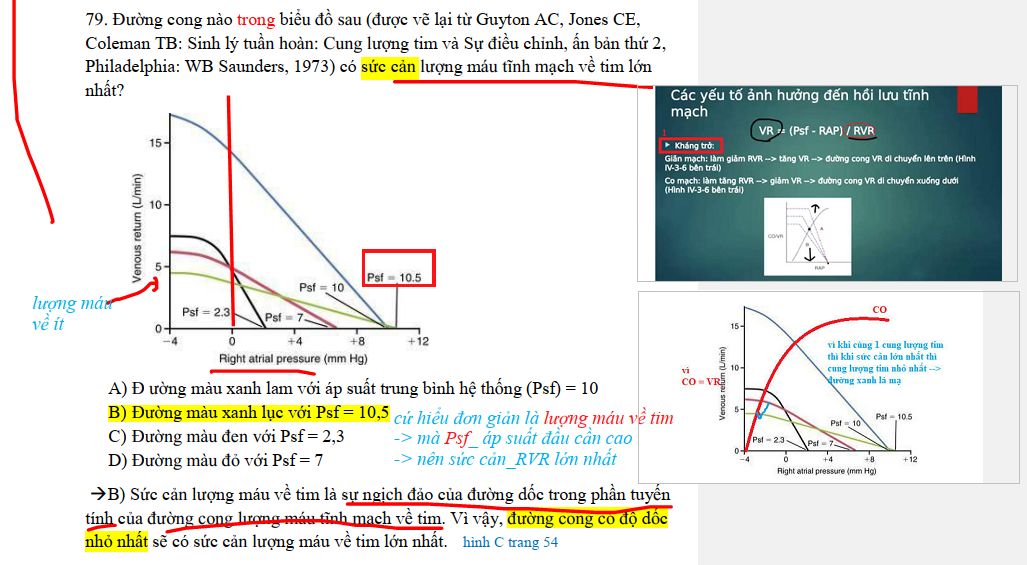 79. Đường cong nào trong biểu đồ sau (được vẽ lại từ Guyton AC, Jones CE,
Coleman TB: Sinh lý tuần hoàn: Cung lượng tim và Sự điều chỉnh, ấn bản thứ 2,
Philadelphia: WB Saunders, 1973) có sức cản lượng máu tĩnh mạch về tim lớn
nhất?
Venous return (L/min)
15
10
5
0
Psf = 10.5
Psf = 10
Psf = 2.3
Psf = 7
−4
0
+4
+8
+12
Right atrial pressure (mm Hg)
lượng máu
về ít
A) Đ ường màu xanh lam với áp suất trung bình hệ thống (Psf) = 10
B) Đường màu xanh lục với Psf = 10,5
C) Đường màu đen với Psf = 2,3
D) Đường màu đỏ với Psf = 7
cứ hiểu đơn giản là lượng máu về tim
-> mà Psf_ áp suất đầu cần cao
-> nên sức cản_RVR lớn nhất
→B) Sức cản lượng máu về tim là sự ngịch đảo của đường dốc trong phần tuyến
tính của đường cong lượng máu tĩnh mạch về tim. Vì vậy, đường cong có độ dốc
nhỏ nhất sẽ có sức cản lượng máu về tim lớn nhất. hình C trang 54
Các yếu tố ảnh hưởng đến hồi lưu tĩnh
mạch
VR = (Psf - RAP) / RVR
1
Kháng trở:
Giãn mạch: làm giảm RVR --> tăng VR --> đường cong VR di chuyển lên trên (Hình
IV-3-6 bên trái)
Co mạch: làm tăng RVR --> giảm VR --> đường cong VR di chuyển xuống dưới
(Hình IV-3-6 bên trái)
CO/VR
A
B
RAP
CO
vì khi cùng 1 cung lượng tim
thì khi sức cản lớn nhất thì
cung lượng tim nhỏ nhất -->
đường xanh lá mạ
vì
CO = VR
Venous return (L/min)
15
10
5
0
Psf = 10.5
Psf = 10
Psf = 2.3
Psf = 7
−4
0
+4
+8
+12
Right atrial pressure (mm Hg)